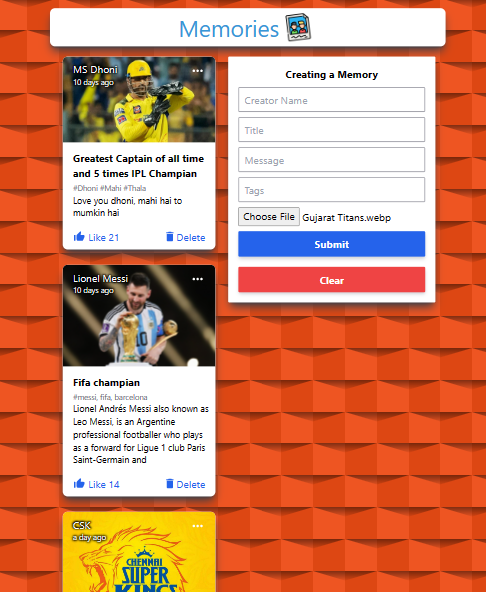 Memories
MS Dhoni
10 days ago
Greatest Captain of all time
and 5 times IPL Champian
#Dhoni #Mahi #Thala
Love you dhoni, mahi hai to
mumkin hai
Like 21
Delete
Lionel Messi
10 days ago
Fifa champian
#messi, fifa, barcelona
Lionel Andrés Messi also known as
Leo Messi, is an Argentine
professional footballer who plays
as a forward for Ligue 1 club Paris
Saint-Germain and
Like 14
Delete
CSK
a day ago
CHENNAI
SUPER
KINGS
Creating a Memory
Creator Name
Title
Message
Tags
Choose File Gujarat Titans.webp
Submit
Clear